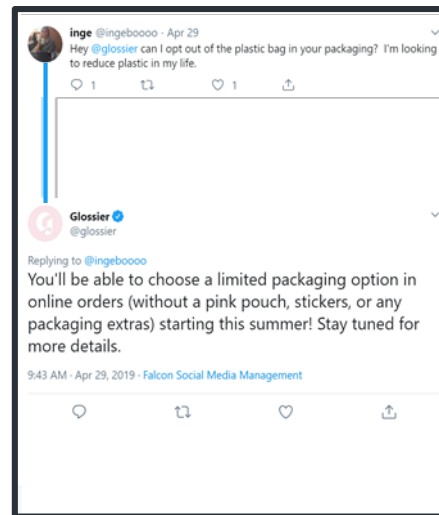 inge @ingeboooo · Apr 29
Hey @glossier can I opt out of the plastic bag in your packaging?  I'm looking
to reduce plastic in my life.
1 1
Glossier
@glossier
Replying to @ingeboooo
You'll be able to choose a limited packaging option in
online orders (without a pink pouch, stickers, or any
packaging extras) starting this summer! Stay tuned for
more details.
9:43 AM · Apr 29, 2019 · Falcon Social Media Management